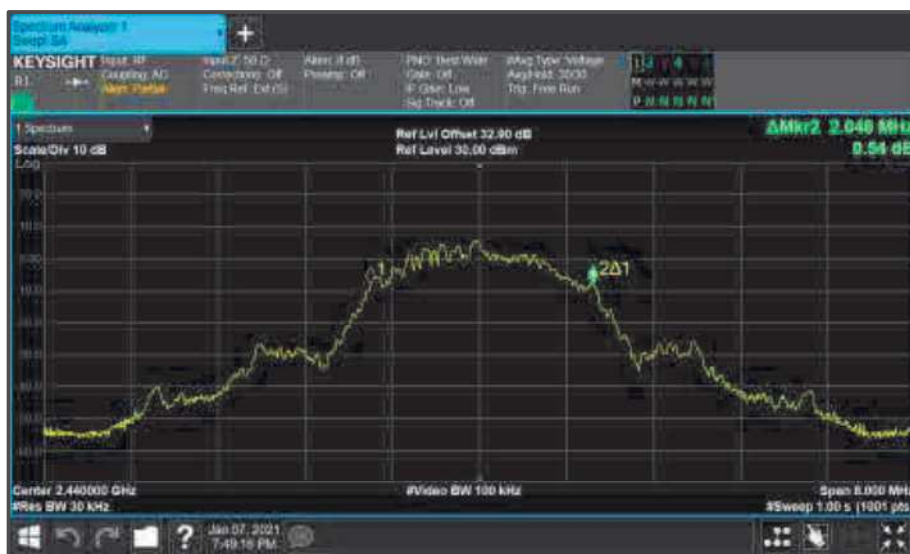 Spectrum Analyzer 1
Swept SA
+
KEYSIGHT Input: RF Input Z: 50 Ω Atten: PNO: Best Wide #Avg Type: Voltage 1
Coupling: AC Corrections: Off Preamp: Off Gate: Off Avg|Hold: 30/30
Align: Partial Freq Ref: Ext (S) IF Gain: Low Trig: Free Run
Sig Track: Off P N N N N N
1 Spectrum
Ref Lvl Offset 32.90 dB ΔMkr2 2.048 MHz
Scale/Div 10 dB Ref Level 30.00 dBm 0.54 dB
Log
1
2Δ1
Center 2.440000 GHz #Video BW 100 kHz Span 8.000 MHz
#Res BW 30 kHz #Sweep 1.00 s (1001 pts)
? Jan 07, 2021
7:49:16 PM